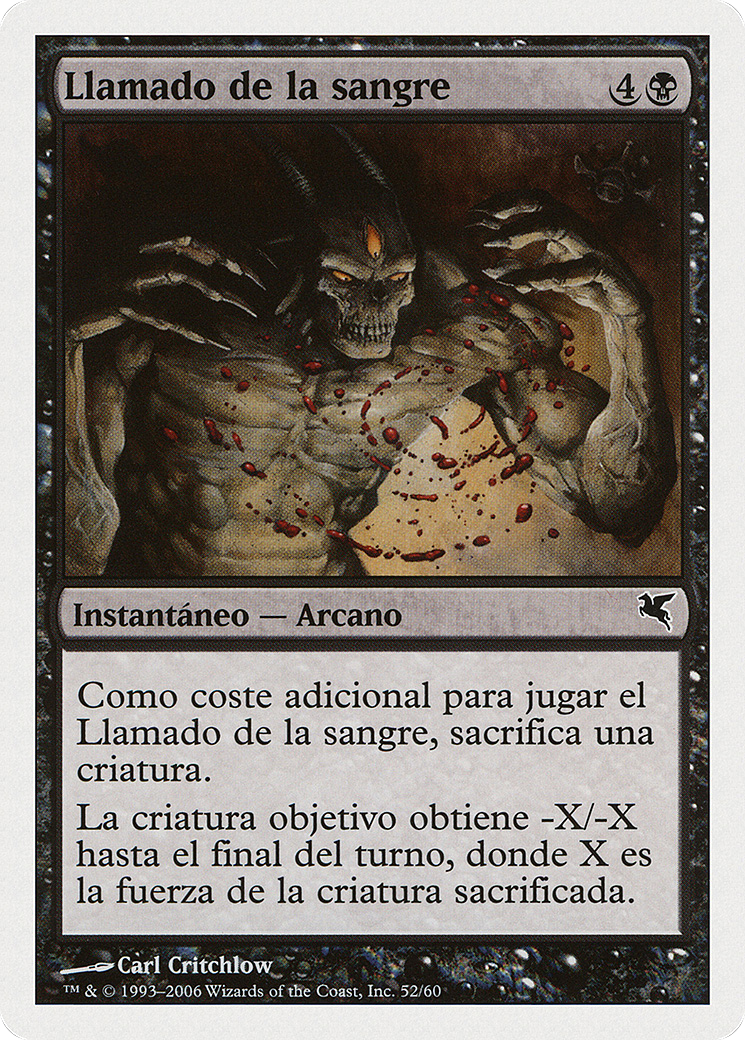 Llamado de la sangre 4
Instantáneo — Arcano
Como coste adicional para jugar el
Llamado de la sangre, sacrifica una
criatura.
La criatura objetivo obtiene -X/-X
hasta el final del turno, donde X es
la fuerza de la criatura sacrificada.
Carl Critchlow
™ & © 1993–2006 Wizards of the Coast, Inc. 52/60